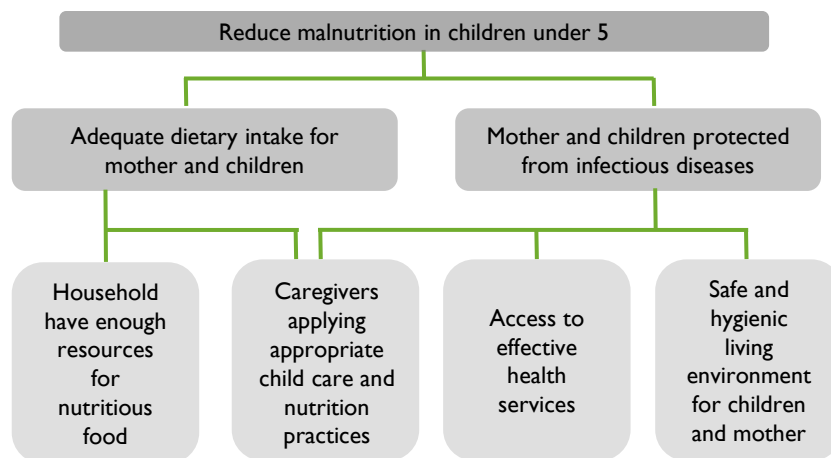 Reduce malnutrition in children under 5
Adequate dietary intake for
mother and children
Mother and children protected
from infectious diseases
Household
have enough
resources
for
nutritious
food
Caregivers
applying
appropriate
child care and
nutrition
practices
Access to
effective
health
services
Safe and
hygienic
living
environment
for children
and mother